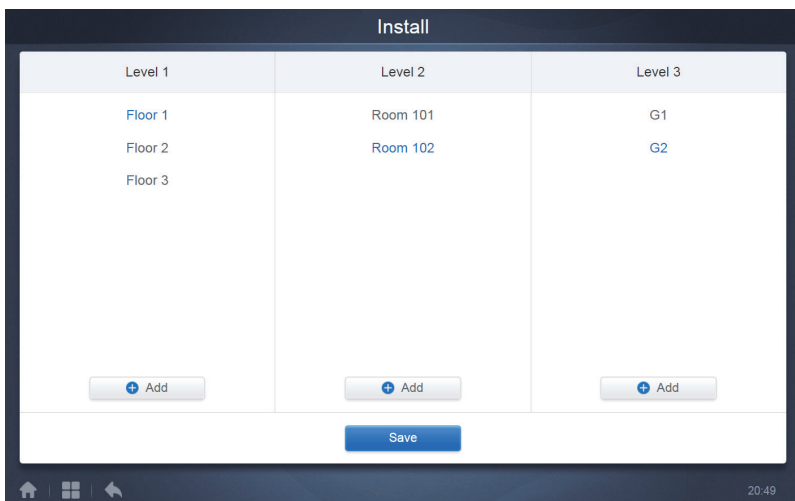 Install
Level 1 Level 2 Level 3
Floor 1 Room 101 G1
Floor 2 Room 102 G2
Floor 3
Add Add Add
Save
20:49